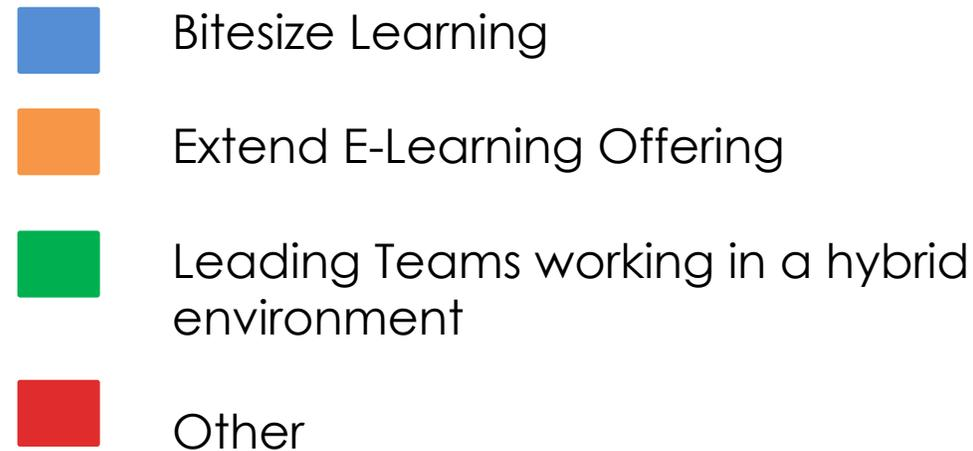 Bitesize Learning
Extend E-Learning Offering
Leading Teams working in a hybrid
environment
Other